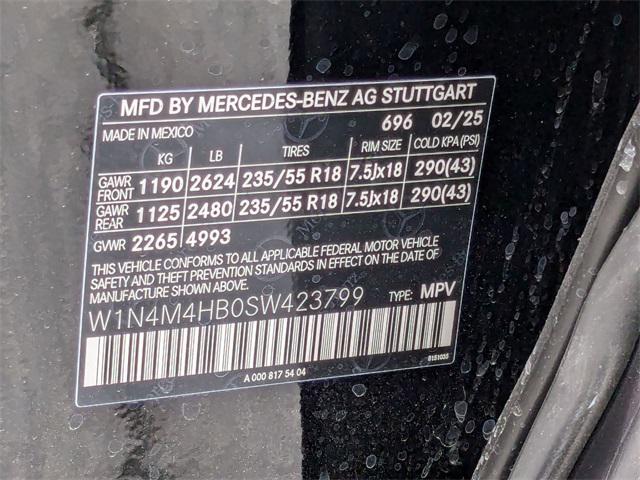 MFD BY MERCEDES-BENZ AG STUTTGART
MADE IN MEXICO 696 02/25
KG LB TIRES RIM SIZE COLD KPA (PSI)
GAWR FRONT 1190 2624 235/55 R18 7.5Jx18 290(43)
GAWR REAR 1125 2480 235/55 R18 7.5Jx18 290(43)
GVWR 2265 4993
THIS VEHICLE CONFORMS TO ALL APPLICABLE FEDERAL MOTOR VEHICLE
SAFETY AND THEFT PREVENTION STANDARDS IN EFFECT ON THE DATE OF
MANUFACTURE SHOWN ABOVE.
W1N4M4HB0SW423799 TYPE: MPV
8151035
A 000 817 54 04